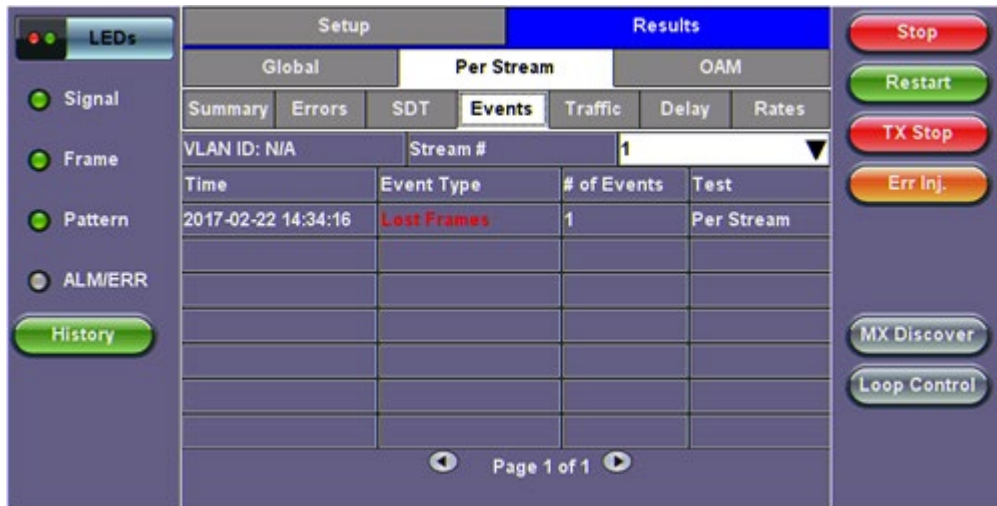 LEDs
Signal
Frame
Pattern
ALM/ERR
History
Setup Results
Global Per Stream OAM
Summary Errors SDT Events Traffic Delay Rates
VLAN ID: N/A Stream # 1
Time Event Type # of Events Test
2017-02-22 14:34:16 Lost Frames 1 Per Stream
Page 1 of 1
Stop
Restart
TX Stop
Err Inj.
MX Discover
Loop Control